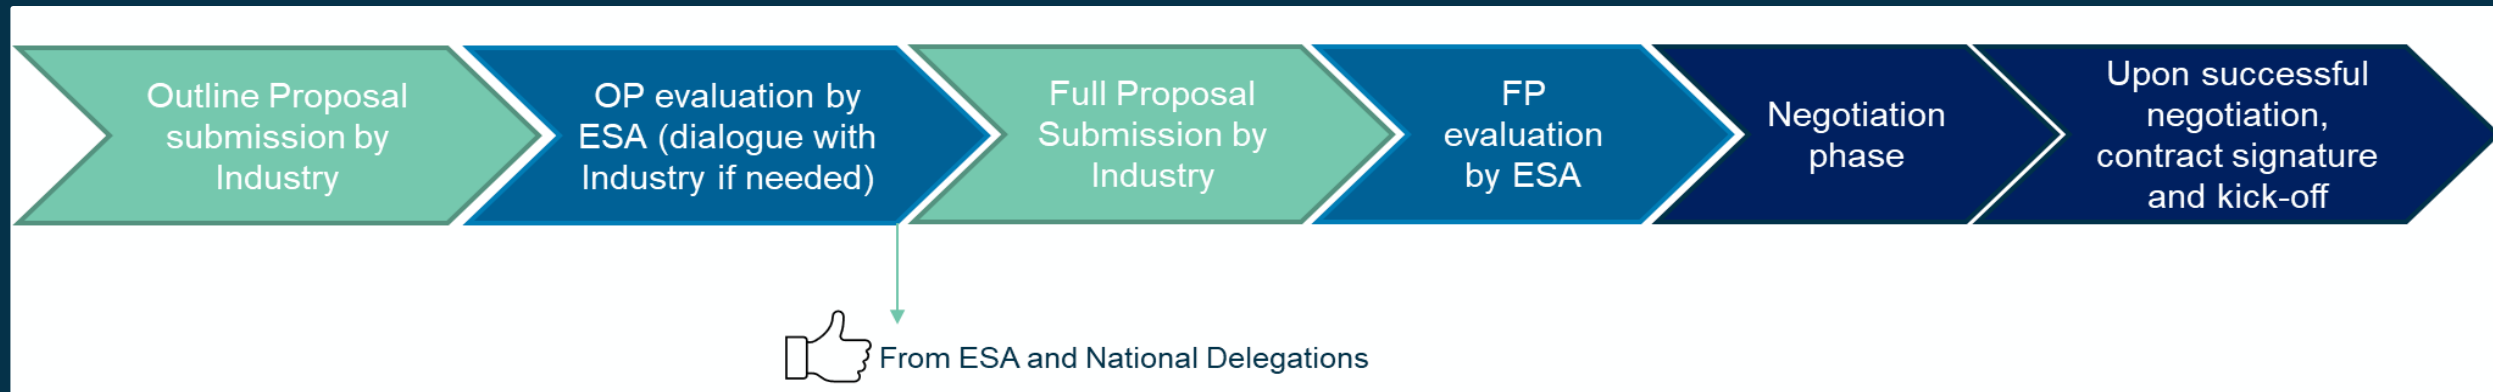 Outline Proposal
submission by
Industry
OP evaluation by
ESA (dialogue with
Industry if needed)
Full Proposal
Submission by
Industry
FP
evaluation
by ESA
Negotiation
phase
Upon successful
negotiation,
contract signature
and kick-off
From ESA and National Delegations